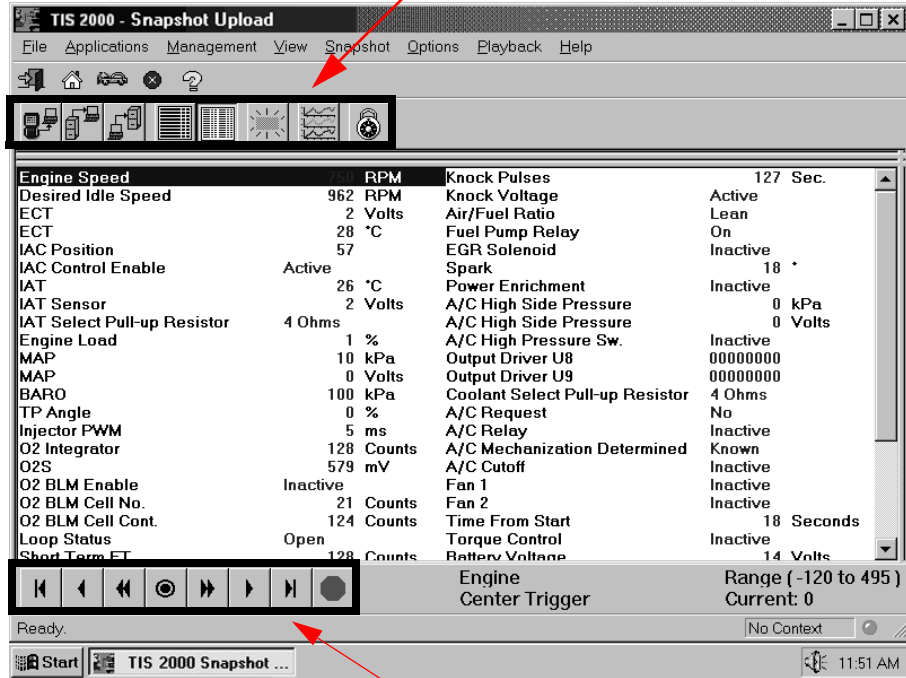 TIS 2000 - Snapshot Upload
File Applications Management View Snapshot Options Playback Help
Engine Speed 750 RPM Knock Pulses 127 Sec.
Desired Idle Speed 962 RPM Knock Voltage Active
ECT 2 Volts Air/Fuel Ratio Lean
ECT 28 °C Fuel Pump Relay On
IAC Position 57 EGR Solenoid Inactive
IAC Control Enable Active Spark 18 °
IAT 26 °C Power Enrichment Inactive
IAT Sensor 2 Volts A/C High Side Pressure 0 kPa
IAT Select Pull-up Resistor 4 Ohms A/C High Side Pressure 0 Volts
Engine Load 1 % A/C High Pressure Sw. Inactive
MAP 10 kPa Output Driver U8 00000000
MAP 0 Volts Output Driver U9 00000000
BARO 100 kPa Coolant Select Pull-up Resistor 4 Ohms
TP Angle 0 % A/C Request No
Injector PWM 5 ms A/C Relay Inactive
O2 Integrator 128 Counts A/C Mechanization Determined Known
O2S 579 mV A/C Cutoff Inactive
O2 BLM Enable Inactive Fan 1 Inactive
O2 BLM Cell No. 21 Counts Fan 2 Inactive
O2 BLM Cell Cont. 124 Counts Time From Start 18 Seconds
Loop Status Open Torque Control Inactive
Short Term FT 128 Counts Battery Voltage 14 Volts
Engine Range ( -120 to 495 )
Center Trigger Current: 0
Ready. No Context
Start TIS 2000 Snapshot ... 11:51 AM